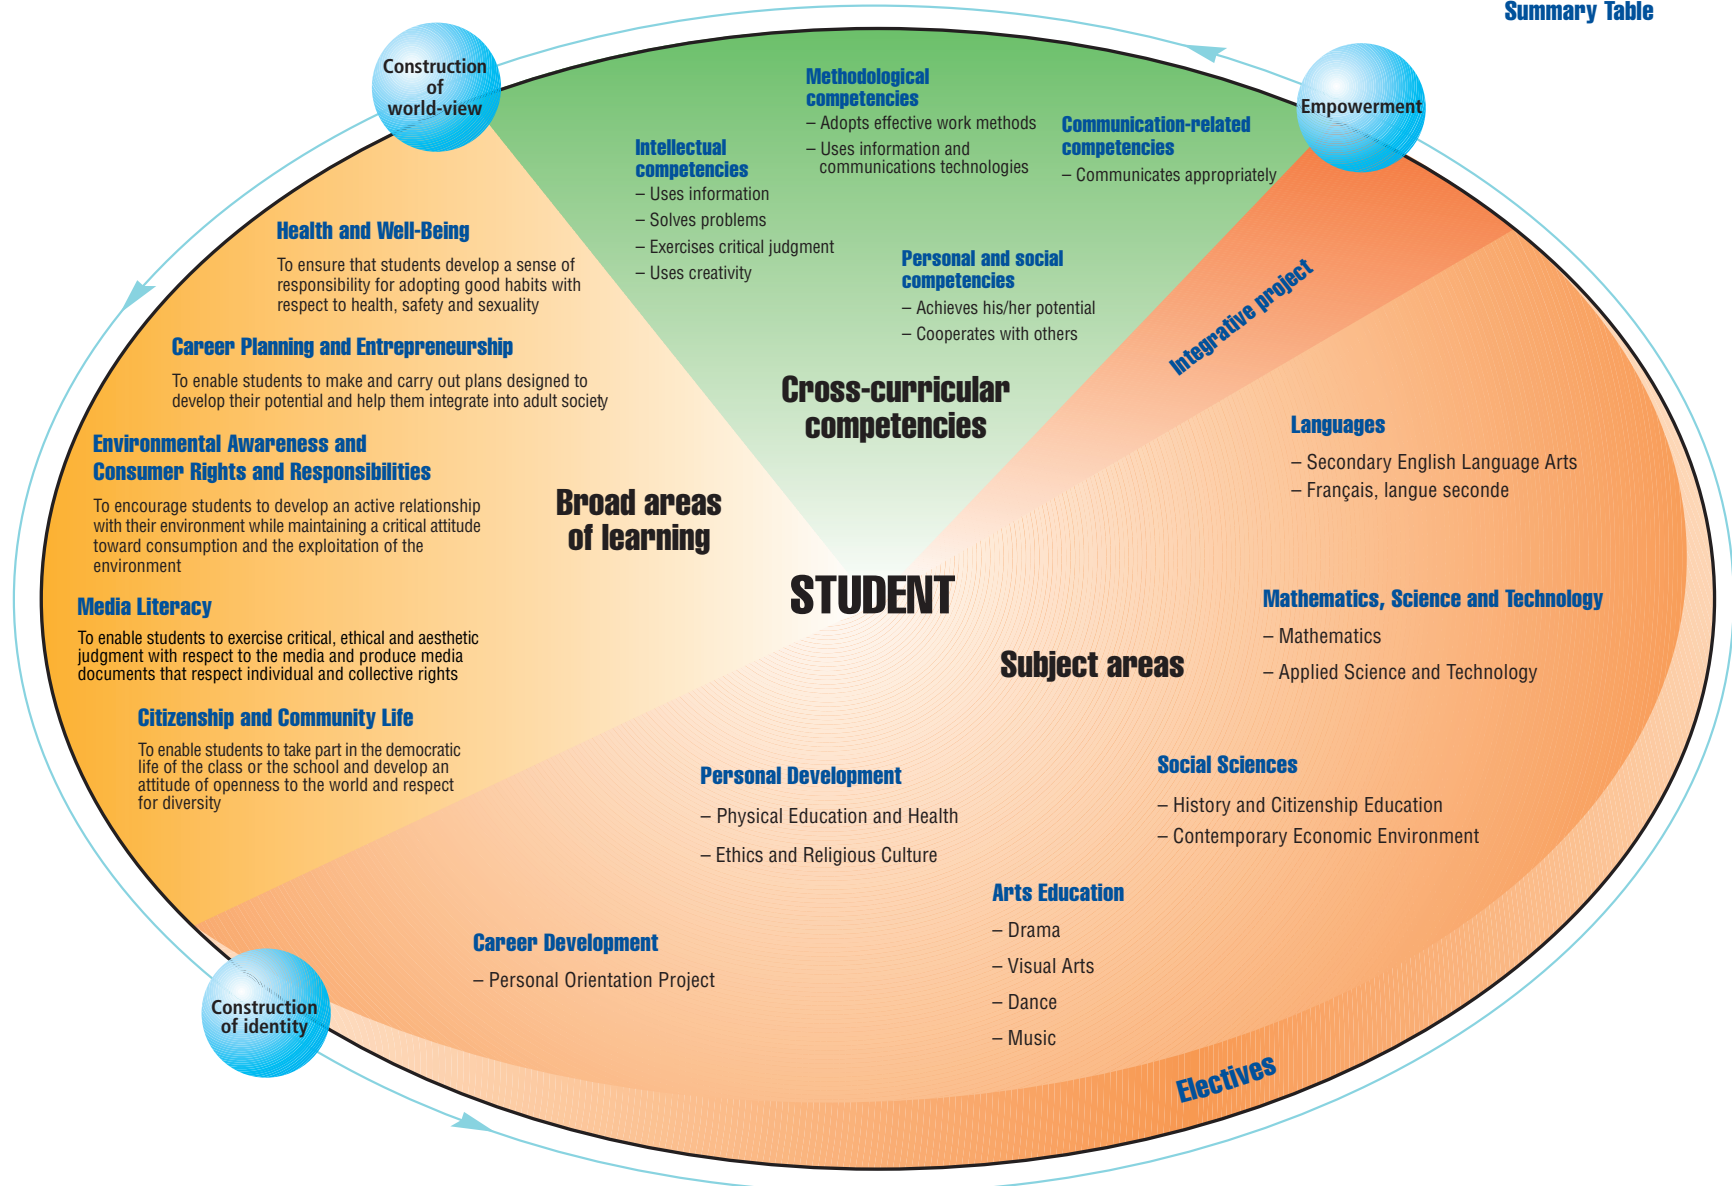 Summary Table
Construction
of
world-view
Empowerment
Methodological
competencies
– Adopts effective work methods
– Uses information and
communications technologies
Communication-related
competencies
– Communicates appropriately
Intellectual
competencies
– Uses information
– Solves problems
– Exercises critical judgment
– Uses creativity
Personal and social
competencies
– Achieves his/her potential
– Cooperates with others
Cross-curricular
competencies
Integrative project
Health and Well-Being
To ensure that students develop a sense of
responsibility for adopting good habits with
respect to health, safety and sexuality
Career Planning and Entrepreneurship
To enable students to make and carry out plans designed to
develop their potential and help them integrate into adult society
Environmental Awareness and
Consumer Rights and Responsibilities
To encourage students to develop an active relationship
with their environment while maintaining a critical attitude
toward consumption and the exploitation of the
environment
Media Literacy
To enable students to exercise critical, ethical and aesthetic
judgment with respect to the media and produce media
documents that respect individual and collective rights
Citizenship and Community Life
To enable students to take part in the democratic
life of the class or the school and develop an
attitude of openness to the world and respect
for diversity
Broad areas
of learning
STUDENT
Subject areas
Languages
– Secondary English Language Arts
– Français, langue seconde
Mathematics, Science and Technology
– Mathematics
– Applied Science and Technology
Social Sciences
– History and Citizenship Education
– Contemporary Economic Environment
Personal Development
– Physical Education and Health
– Ethics and Religious Culture
Arts Education
– Drama
– Visual Arts
– Dance
– Music
Career Development
– Personal Orientation Project
Construction
of identity
Electives